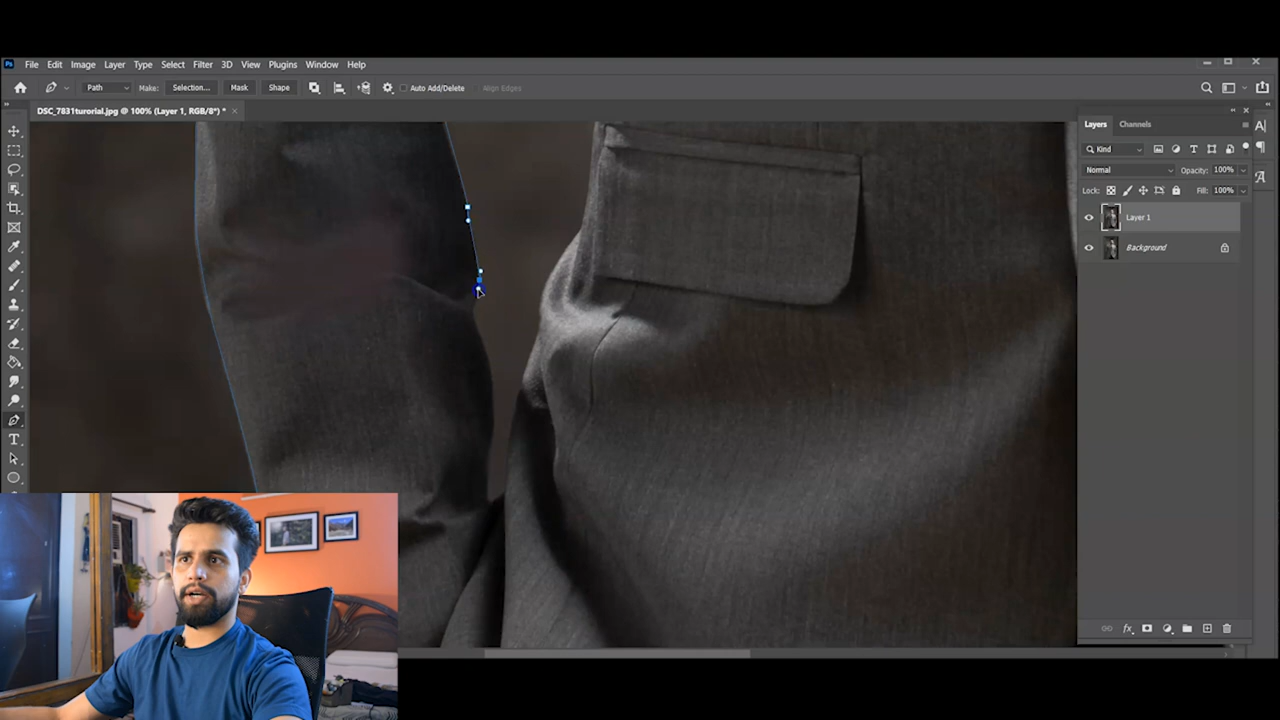 Ps File Edit Image Layer Type Select Filter 3D View Plugins Window Help
Path Make: Selection... Mask Shape Auto Add/Delete Align Edges
DSC_7831turorial.jpg @ 100% (Layer 1, RGB/8*) *
Layers Channels
Kind
Normal Opacity: 100%
Lock: Fill: 100%
Layer 1
Background